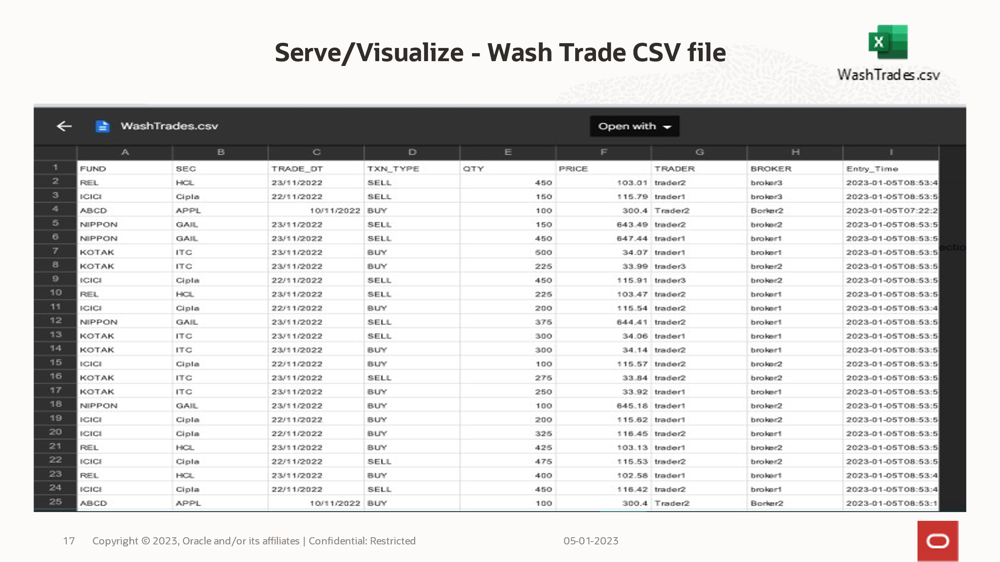 Serve/Visualize - Wash Trade CSV file
WashTrades.csv
WashTrades.csv Open with
A B C D E F G H I
1 FUND SEC TRADE_DT TXN_TYPE QTY PRICE TRADER BROKER Entry_Time
2 REL HCL 23/11/2022 SELL 450 103.01 trader2 broker3 2023-01-05T08:53:4
3 ICICI Cipla 22/11/2022 SELL 150 115.79 trader1 broker3 2023-01-05T08:53:5
4 ABCD APPL 10/11/2022 BUY 100 300.4 Trader2 Borker2 2023-01-05T07:22:2
5 NIPPON GAIL 23/11/2022 SELL 150 643.49 trader2 broker2 2023-01-05T08:53:5
6 NIPPON GAIL 23/11/2022 SELL 450 647.44 trader1 broker1 2023-01-05T08:53:5
7 KOTAK ITC 23/11/2022 BUY 500 34.07 trader1 broker1 2023-01-05T08:53:5 ectio
8 KOTAK ITC 23/11/2022 BUY 225 33.99 trader3 broker2 2023-01-05T08:53:5
9 ICICI Cipla 22/11/2022 SELL 450 115.91 trader3 broker2 2023-01-05T08:53:5
10 REL HCL 23/11/2022 SELL 225 103.47 trader2 broker1 2023-01-05T08:53:5
11 ICICI Cipla 22/11/2022 BUY 200 115.54 trader2 broker1 2023-01-05T08:53:4
12 NIPPON GAIL 23/11/2022 SELL 375 644.41 trader2 broker1 2023-01-05T08:53:5
13 KOTAK ITC 23/11/2022 SELL 300 34.06 trader1 broker1 2023-01-05T08:53:5
14 KOTAK ITC 23/11/2022 BUY 300 34.14 trader2 broker1 2023-01-05T08:53:5
15 ICICI Cipla 22/11/2022 BUY 100 115.57 trader2 broker2 2023-01-05T08:53:5
16 KOTAK ITC 23/11/2022 SELL 275 33.84 trader2 broker2 2023-01-05T08:53:5
17 KOTAK ITC 23/11/2022 BUY 250 33.92 trader1 broker1 2023-01-05T08:53:5
18 NIPPON GAIL 23/11/2022 BUY 100 645.18 trader1 broker2 2023-01-05T08:53:5
19 ICICI Cipla 22/11/2022 BUY 200 115.62 trader1 broker2 2023-01-05T08:53:5
20 ICICI Cipla 22/11/2022 BUY 325 116.45 trader2 broker1 2023-01-05T08:53:5
21 REL HCL 23/11/2022 BUY 425 103.13 trader1 broker2 2023-01-05T08:53:5
22 ICICI Cipla 22/11/2022 SELL 475 115.53 trader2 broker2 2023-01-05T08:53:5
23 REL HCL 23/11/2022 BUY 400 102.58 trader1 broker1 2023-01-05T08:53:4
24 ICICI Cipla 22/11/2022 SELL 450 116.42 trader2 broker1 2023-01-05T08:53:4
25 ABCD APPL 10/11/2022 BUY 100 300.4 Trader2 Borker2 2023-01-05T08:53:1
17 Copyright © 2023, Oracle and/or its affiliates | Confidential: Restricted 05-01-2023